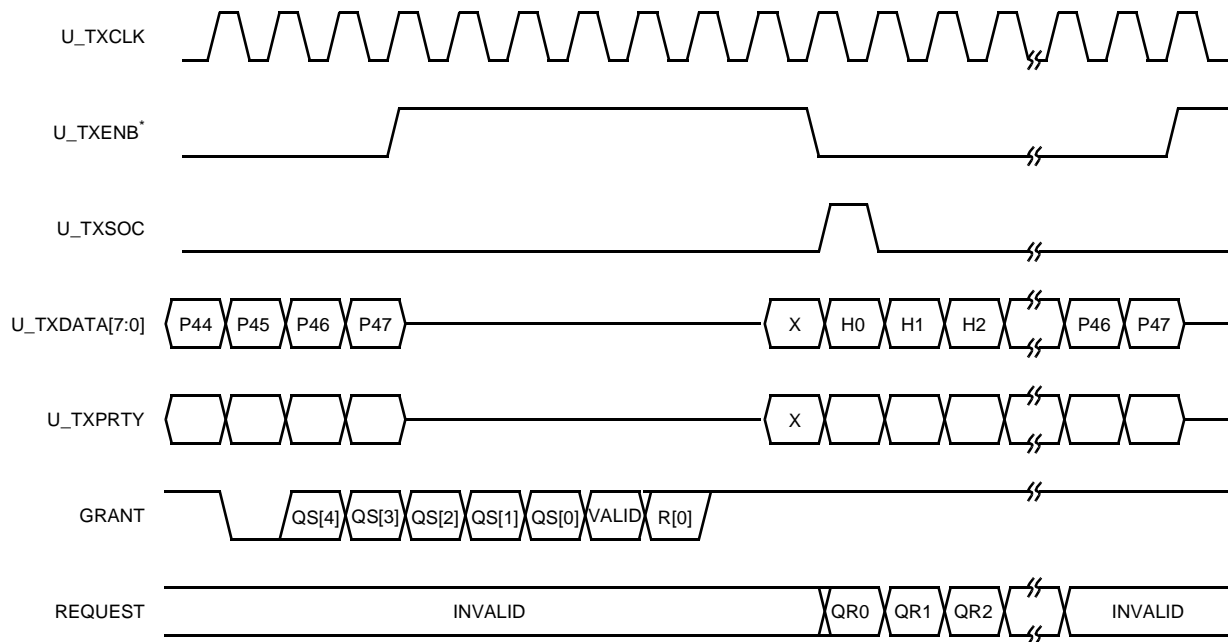 U_TXCLK
U_TXENB*
U_TXSOC
U_TXDATA[7:0] P44 P45 P46 P47 X H0 H1 H2 P46 P47
U_TXPRTY X
GRANT QS[4] QS[3] QS[2] QS[1] QS[0] VALID R[0]
REQUEST INVALID QR0 QR1 QR2 INVALID